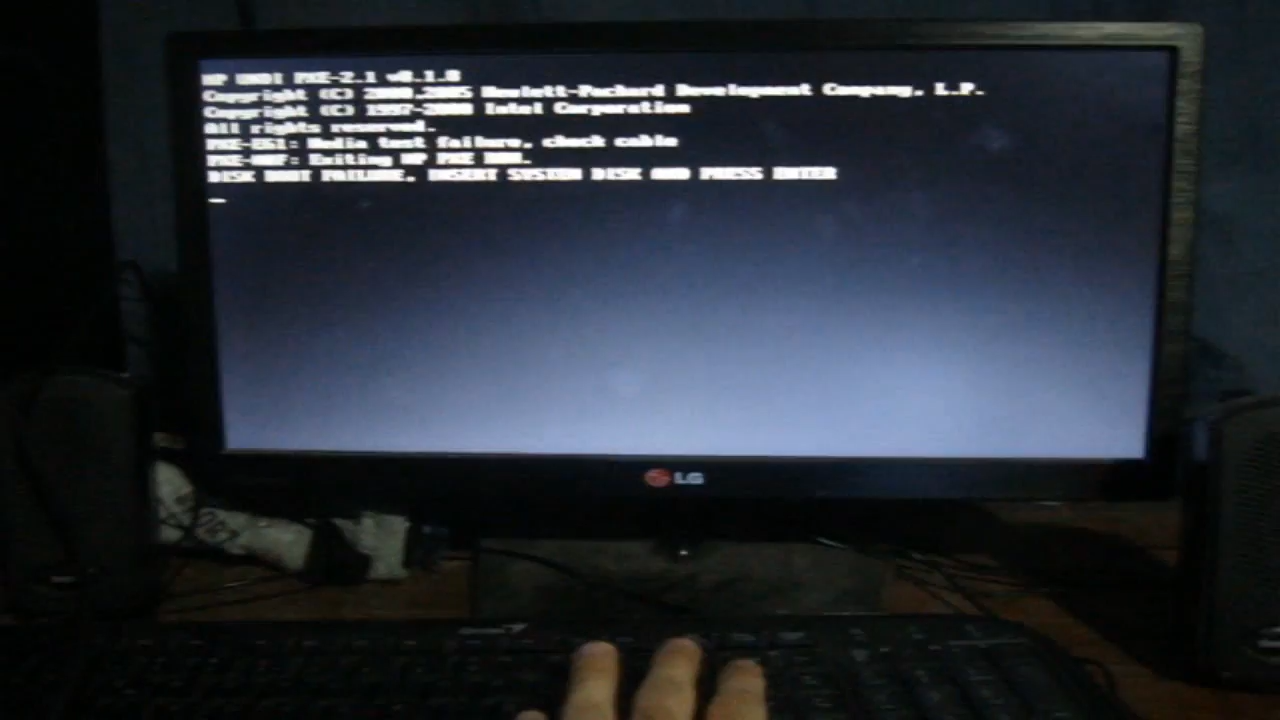 HP UNDI PXE-2.1 v0.1.8
Copyright (C) 2000,2005 Hewlett-Packard Development Company, L.P.
Copyright (C) 1997-2000 Intel Corporation
All rights reserved.
PXE-E61: Media test failure, check cable
PXE-M0F: Exiting HP PXE ROM.
DISK BOOT FAILURE, INSERT SYSTEM DISK AND PRESS ENTER
LG